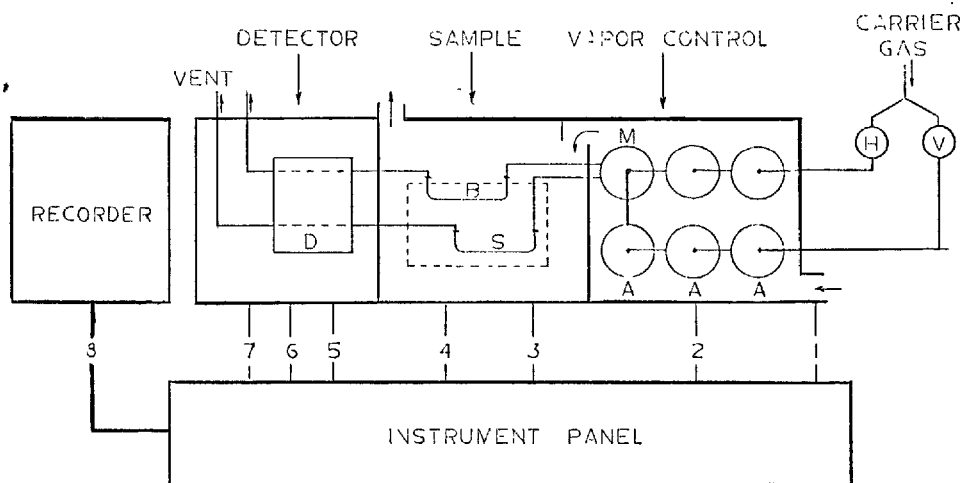 CARRIER
GAS
DETECTOR
SAMPLE
VAPOR CONTROL
VENT
M
H
V
B
RECORDER
D
S
A A A
8
7 6 5 4 3 2 1
INSTRUMENT PANEL